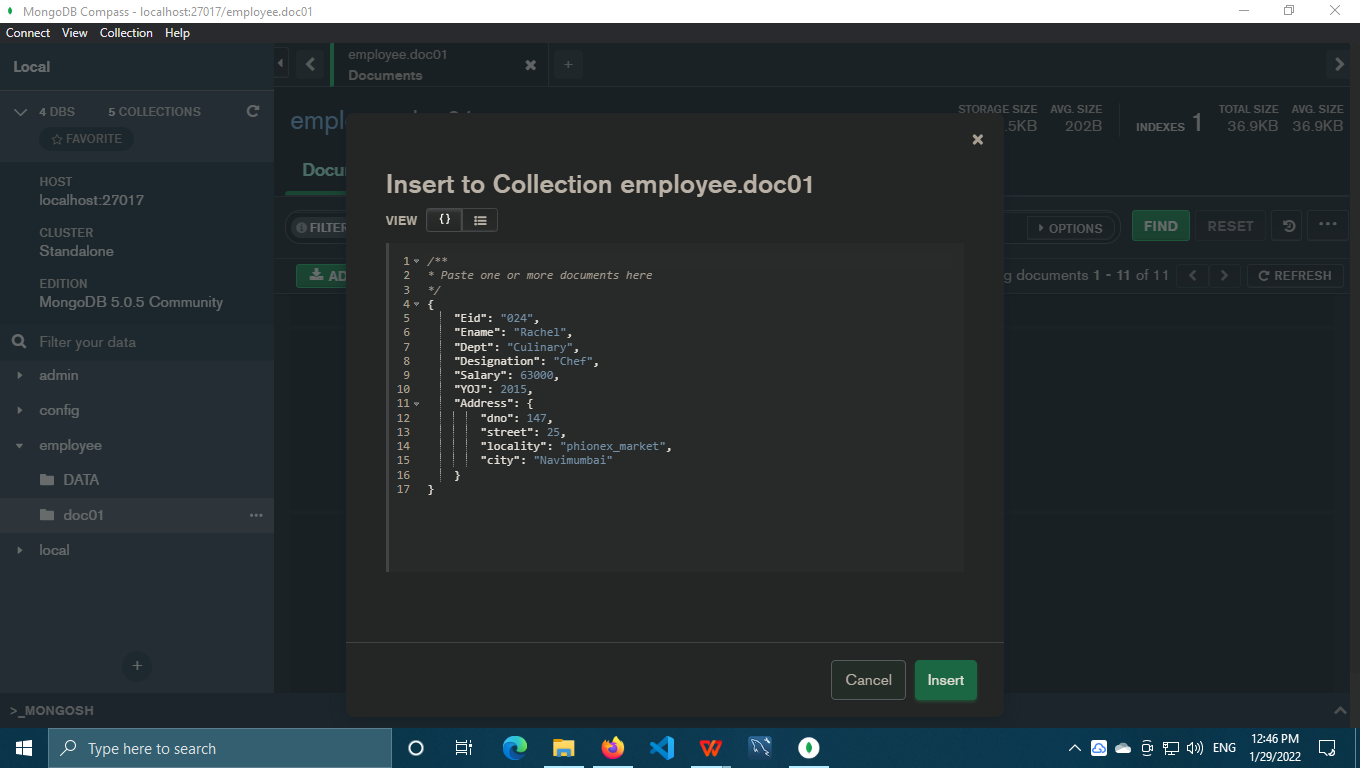 MongoDB Compass - localhost:27017/employee.doc01
Connect View Collection Help
Local
4 DBS 5 COLLECTIONS
FAVORITE
HOST
localhost:27017
CLUSTER
Standalone
EDITION
MongoDB 5.0.5 Community
Filter your data
admin
config
employee
DATA
doc01
local
>_MONGOSH
employee.doc01
Documents
STORAGE SIZE AVG. SIZE
.5KB 202B
INDEXES 1
TOTAL SIZE AVG. SIZE
36.9KB 36.9KB
FILTER
OPTIONS
FIND
RESET
documents 1 - 11 of 11
REFRESH
Insert to Collection employee.doc01
VIEW {}
1 /**
2 * Paste one or more documents here
3 */
4 {
5 "Eid": "024",
6 "Ename": "Rachel",
7 "Dept": "Culinary",
8 "Designation": "Chef",
9 "Salary": 63000,
10 "YOJ": 2015,
11 "Address": {
12 "dno": 147,
13 "street": 25,
14 "locality": "phionex_market",
15 "city": "Navimumbai"
16 }
17 }
Cancel
Insert
Type here to search
ENG
12:46 PM
1/29/2022